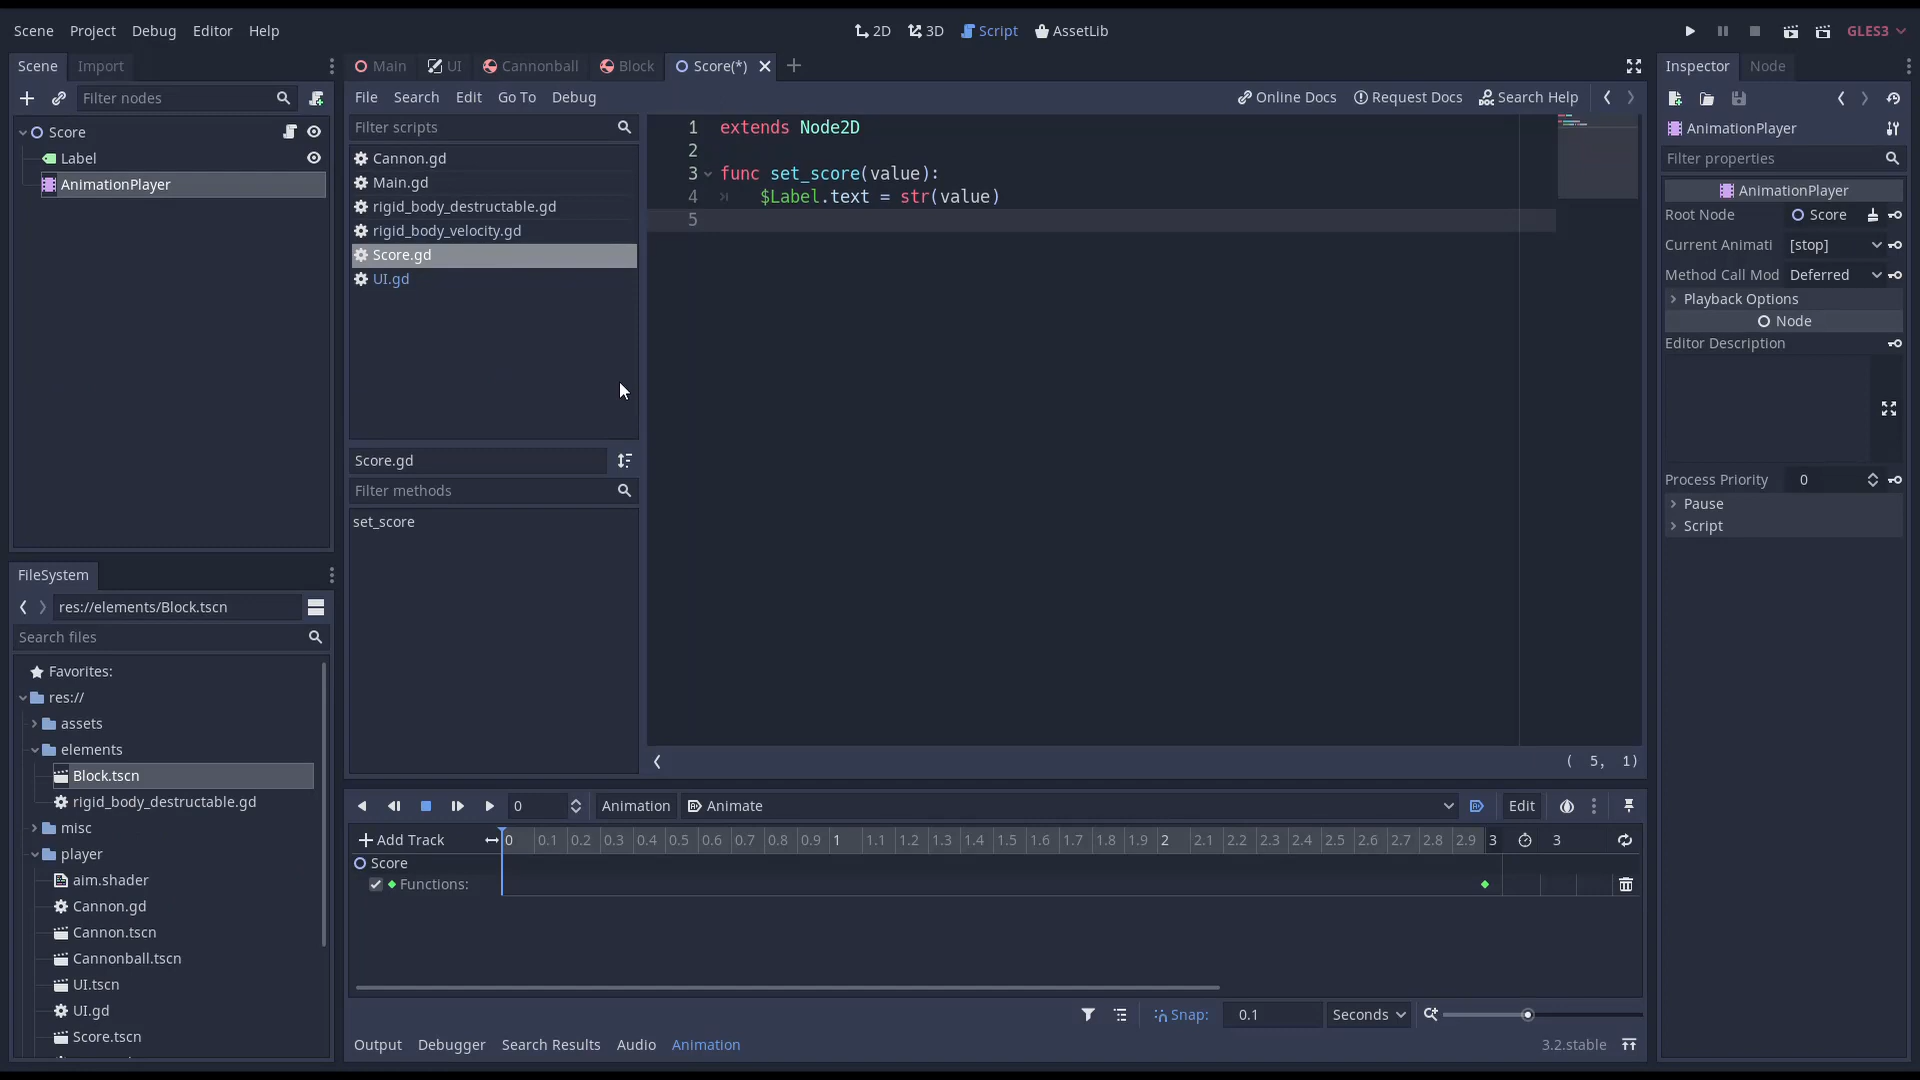 Scene Project Debug Editor Help
2D 3D Script AssetLib
GLES3
Scene Import
Filter nodes
Score
Label
AnimationPlayer
Main UI Cannonball Block Score(*)
File Search Edit Go To Debug
Online Docs Request Docs Search Help
Filter scripts
Cannon.gd
Main.gd
rigid_body_destructable.gd
rigid_body_velocity.gd
Score.gd
UI.gd
Score.gd
Filter methods
set_score
1 extends Node2D
2
3 func set_score(value):
4 $Label.text = str(value)
5
( 5, 1)
Inspector Node
AnimationPlayer
Filter properties
AnimationPlayer
Root Node Score
Current Animati [stop]
Method Call Mod Deferred
Playback Options
Node
Editor Description
Process Priority 0
Pause
Script
FileSystem
res://elements/Block.tscn
Search files
Favorites:
res://
assets
elements
Block.tscn
rigid_body_destructable.gd
misc
player
aim.shader
Cannon.gd
Cannon.tscn
Cannonball.tscn
UI.tscn
UI.gd
Score.tscn
0 Animation Animate Edit
Add Track 0 0.1 0.2 0.3 0.4 0.5 0.6 0.7 0.8 0.9 1 1.1 1.2 1.3 1.4 1.5 1.6 1.7 1.8 1.9 2 2.1 2.2 2.3 2.4 2.5 2.6 2.7 2.8 2.9 3 3
Score
Functions:
Snap: 0.1 Seconds
Output Debugger Search Results Audio Animation
3.2.stable